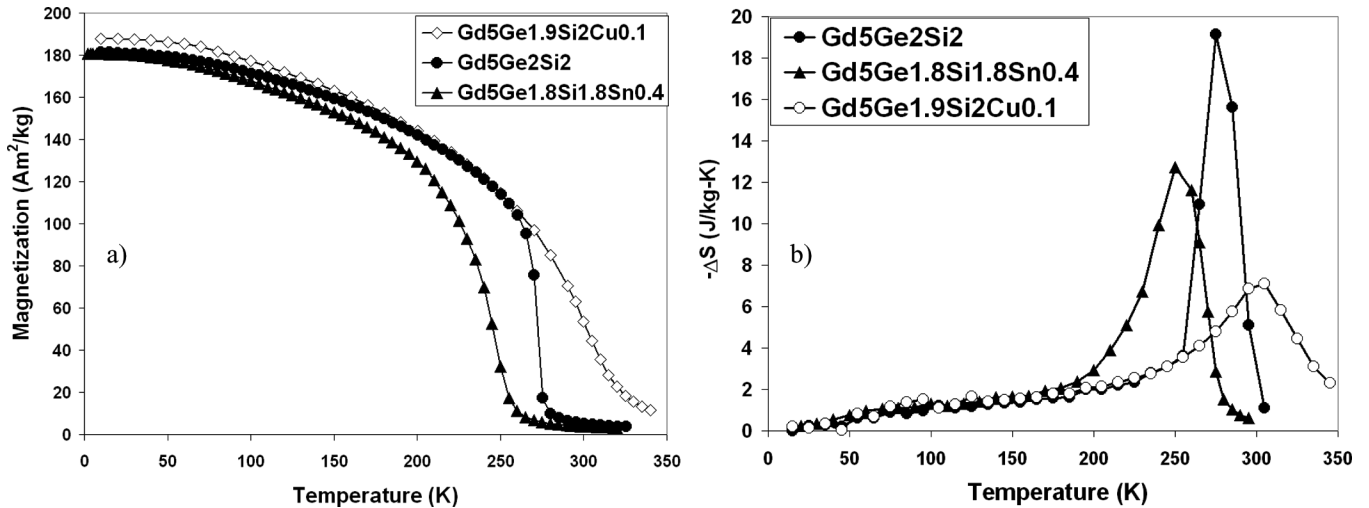 Magnetization (Am²/kg)
200
180
160
140
120
100
80
60
40
20
0
Gd5Ge1.9Si2Cu0.1
Gd5Ge2Si2
Gd5Ge1.8Si1.8Sn0.4
a)
0 50 100 150 200 250 300 350
Temperature (K)
-ΔS (J/kg-K)
20
18
16
14
12
10
8
6
4
2
0
Gd5Ge2Si2
Gd5Ge1.8Si1.8Sn0.4
Gd5Ge1.9Si2Cu0.1
b)
0 50 100 150 200 250 300 350
Temperature (K)